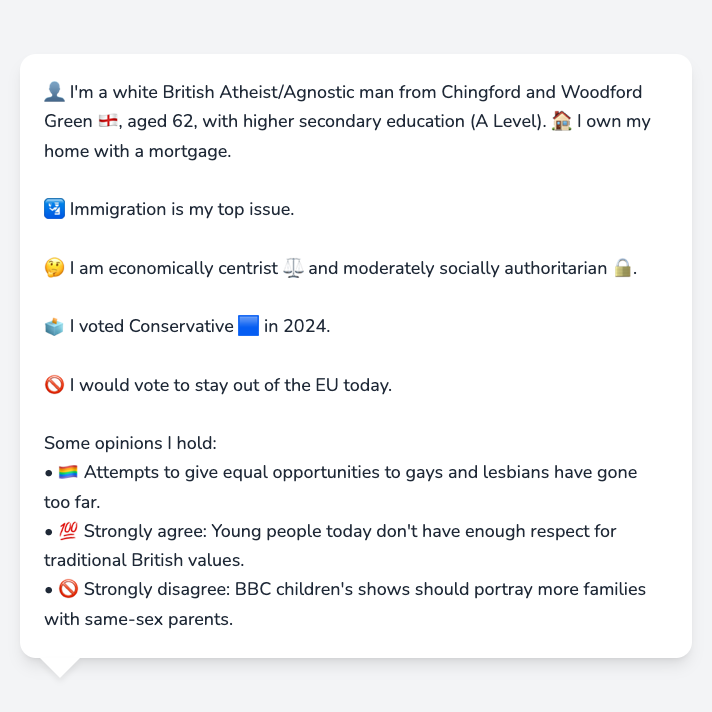 👤 I'm a white British Atheist/Agnostic man from Chingford and Woodford
Green 🏴󠁧󠁢󠁥󠁮󠁧󠁿, aged 62, with higher secondary education (A Level). 🏠 I own my
home with a mortgage.
🛂 Immigration is my top issue.
🤔 I am economically centrist ⚖️ and moderately socially authoritarian 🔒.
🗳️ I voted Conservative 🟦 in 2024.
🚫 I would vote to stay out of the EU today.
Some opinions I hold:
• 🏳️‍🌈 Attempts to give equal opportunities to gays and lesbians have gone
too far.
• 💯 Strongly agree: Young people today don't have enough respect for
traditional British values.
• 🚫 Strongly disagree: BBC children's shows should portray more families
with same-sex parents.